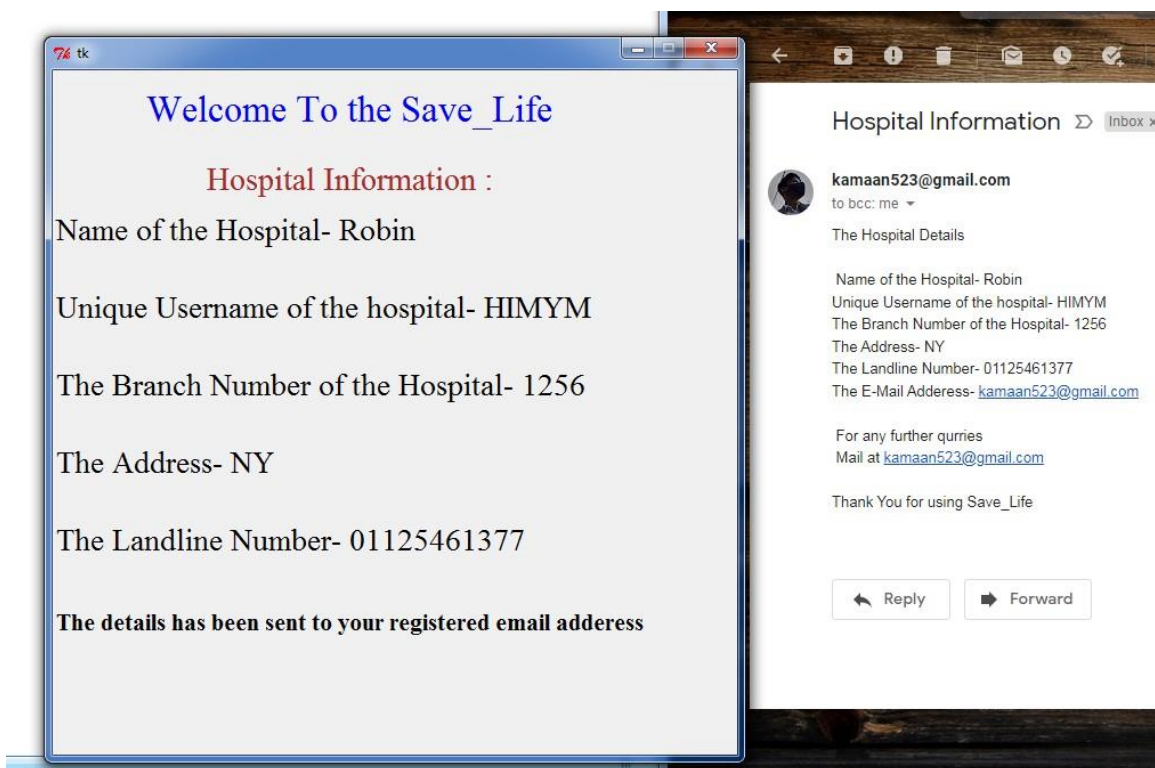 tk
Welcome To the Save_Life
Hospital Information :
Name of the Hospital- Robin
Unique Username of the hospital- HIMYM
The Branch Number of the Hospital- 1256
The Address- NY
The Landline Number- 01125461377
The details has been sent to your registered email adderess
Hospital Information Inbox x
kamaan523@gmail.com
to bcc: me
The Hospital Details
Name of the Hospital- Robin
Unique Username of the hospital- HIMYM
The Branch Number of the Hospital- 1256
The Address- NY
The Landline Number- 01125461377
The E-Mail Adderess- kamaan523@gmail.com
For any further qurries
Mail at kamaan523@gmail.com
Thank You for using Save_Life
Reply Forward